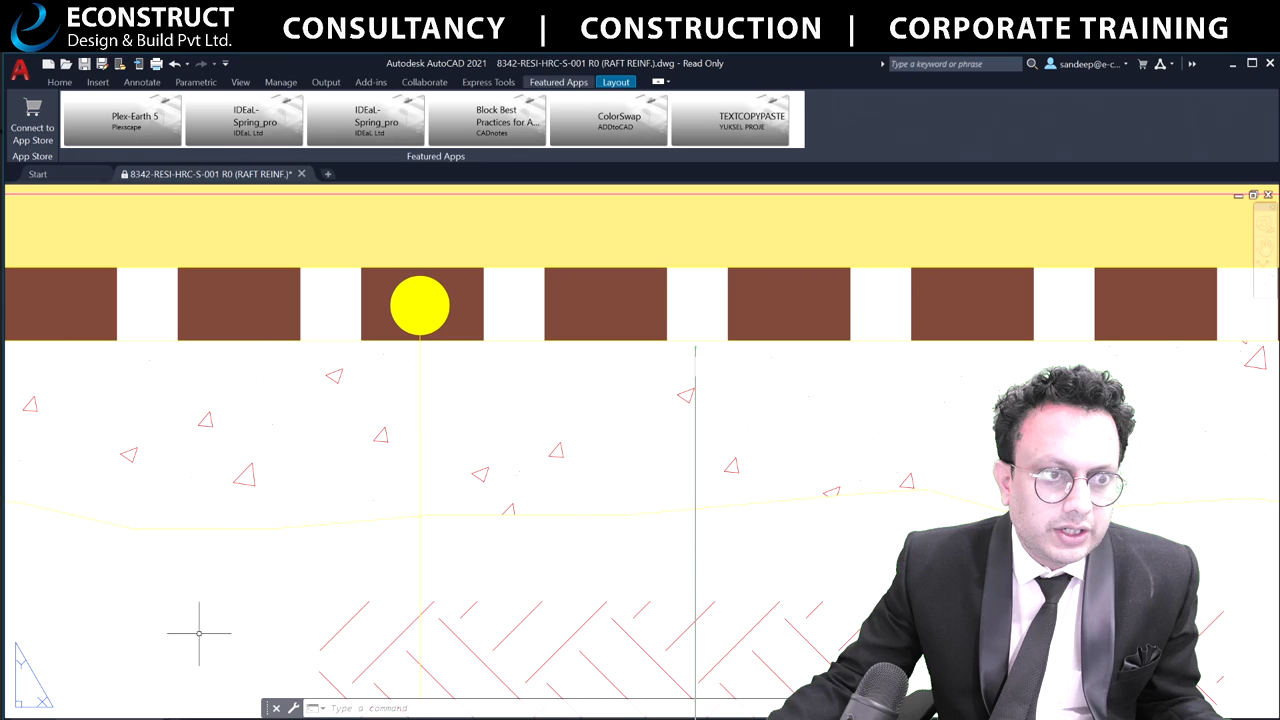 ECONSTRUCT
Design & Build Pvt Ltd.
CONSULTANCY | CONSTRUCTION | CORPORATE TRAINING
Autodesk AutoCAD 2021 8342-RESI-HRC-S-001 R0 (RAFT REINF.).dwg - Read Only
Type a keyword or phrase
sandeep@e-c...
Home Insert Annotate Parametric View Manage Output Add-ins Collaborate Express Tools Featured Apps Layout
Connect to
App Store
App Store
Plex-Earth 5
Plexscape
IDEaL-
Spring_pro
IDEaL Ltd
IDEaL-
Spring_pro
IDEaL Ltd
Block Best
Practices for A...
CADnotes
ColorSwap
ADDtoCAD
TEXTCOPYPASTE
YUKSEL PROJE
Featured Apps
Start
8342-RESI-HRC-S-001 R0 (RAFT REINF.)*
Y
X
Type a command